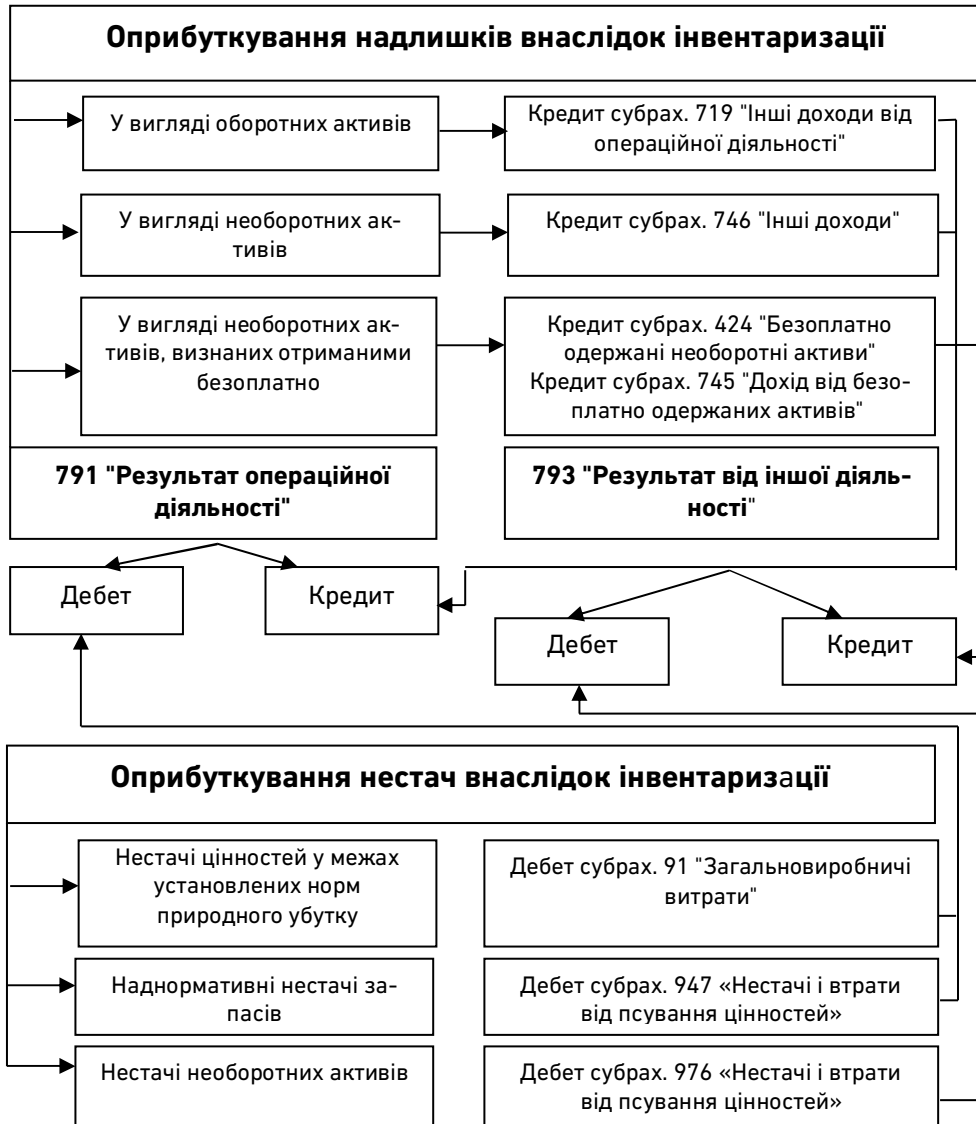 Оприбуткування надлишків внаслідок інвентаризації
У вигляді оборотних активів
Кредит субрах. 719 "Інші доходи від
операційної діяльності"
У вигляді необоротних ак-
тивів
Кредит субрах. 746 "Інші доходи"
У вигляді необоротних ак-
тивів, визнаних отриманими
безоплатно
Кредит субрах. 424 "Безоплатно
одержані необоротні активи"
Кредит субрах. 745 "Дохід від безо-
платно одержаних активів"
791 "Результат операційної
діяльності"
793 "Результат від іншої діяль-
ності"
Дебет
Кредит
Дебет
Кредит
Оприбуткування нестач внаслідок інвентаризації
Нестачі цінностей у межах
установлених норм
природного убутку
Дебет субрах. 91 "Загальновиробничі
витрати"
Наднормативні нестачі за-
пасів
Дебет субрах. 947 «Нестачі і втрати
від псування цінностей»
Нестачі необоротних активів
Дебет субрах. 976 «Нестачі і втрати
від псування цінностей»